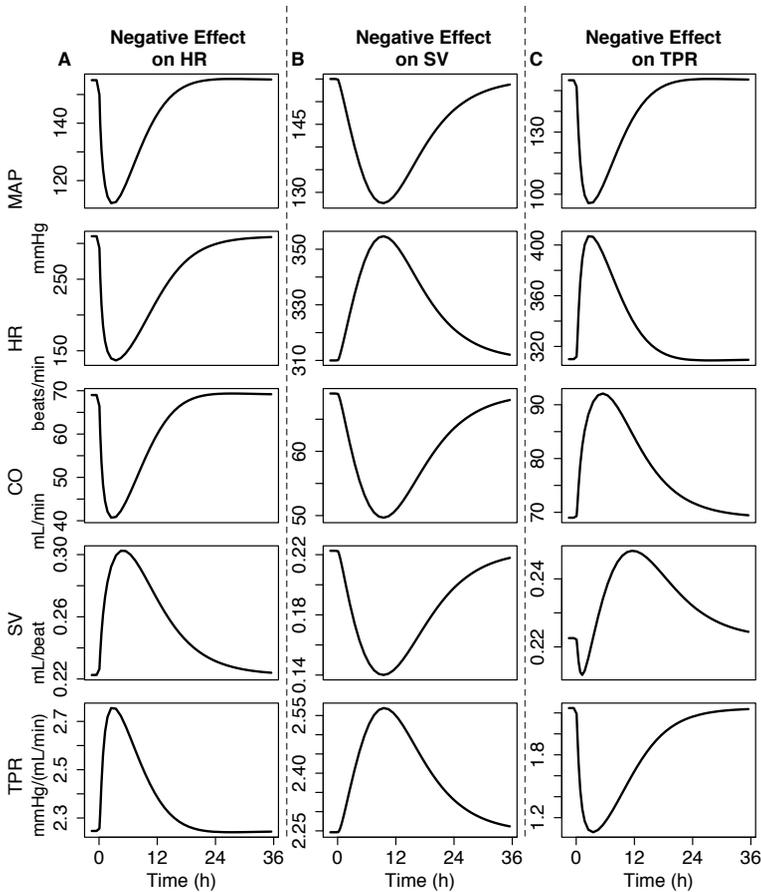 Negative Effect
on HR
Negative Effect
on SV
Negative Effect
on TPR
A
B
C
MAP
mmHg
120
140
130
145
100
130
HR
beats/min
150
250
310
330
350
320
360
400
CO
mL/min
40
50
60
70
50
60
70
80
90
SV
mL/beat
0.22
0.26
0.30
0.14
0.18
0.22
0.22
0.24
TPR
mmHg/(mL/min)
2.3
2.5
2.7
2.25
2.40
2.55
1.2
1.8
0 12 24 36
0 12 24 36
0 12 24 36
Time (h)
Time (h)
Time (h)